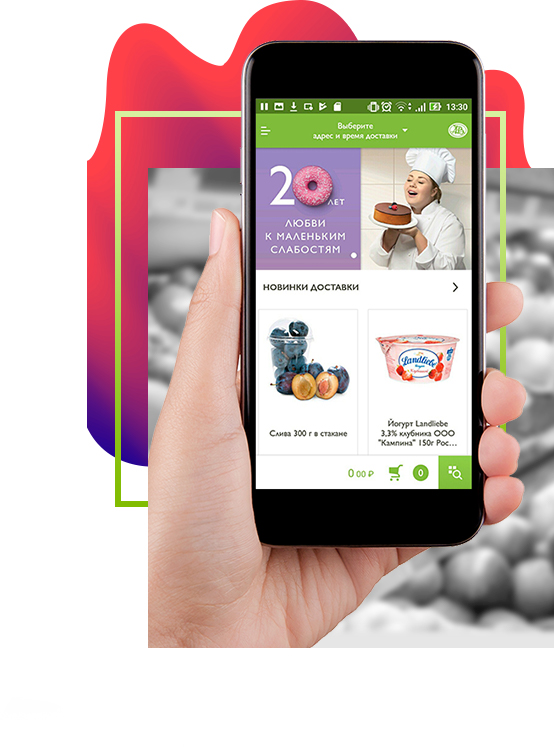 13:30
Выберите
адрес и время доставки
20 ЛЕТ
ЛЮБВИ
К МАЛЕНЬКИМ
СЛАБОСТЯМ
НОВИНКИ ДОСТАВКИ
Landliebe
Слива 300 г в стакане
Йогурт Landliebe
3,3% клубника ООО
"Кампина" 150г Рос...
0 00 ₽
0